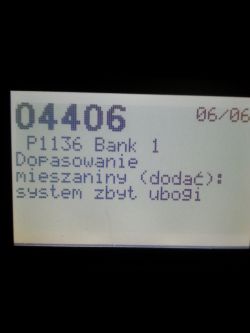 04406 06/06
P1136 Bank 1
Dopasowanie
mieszaniny (dodać):
system zbyt ubogi